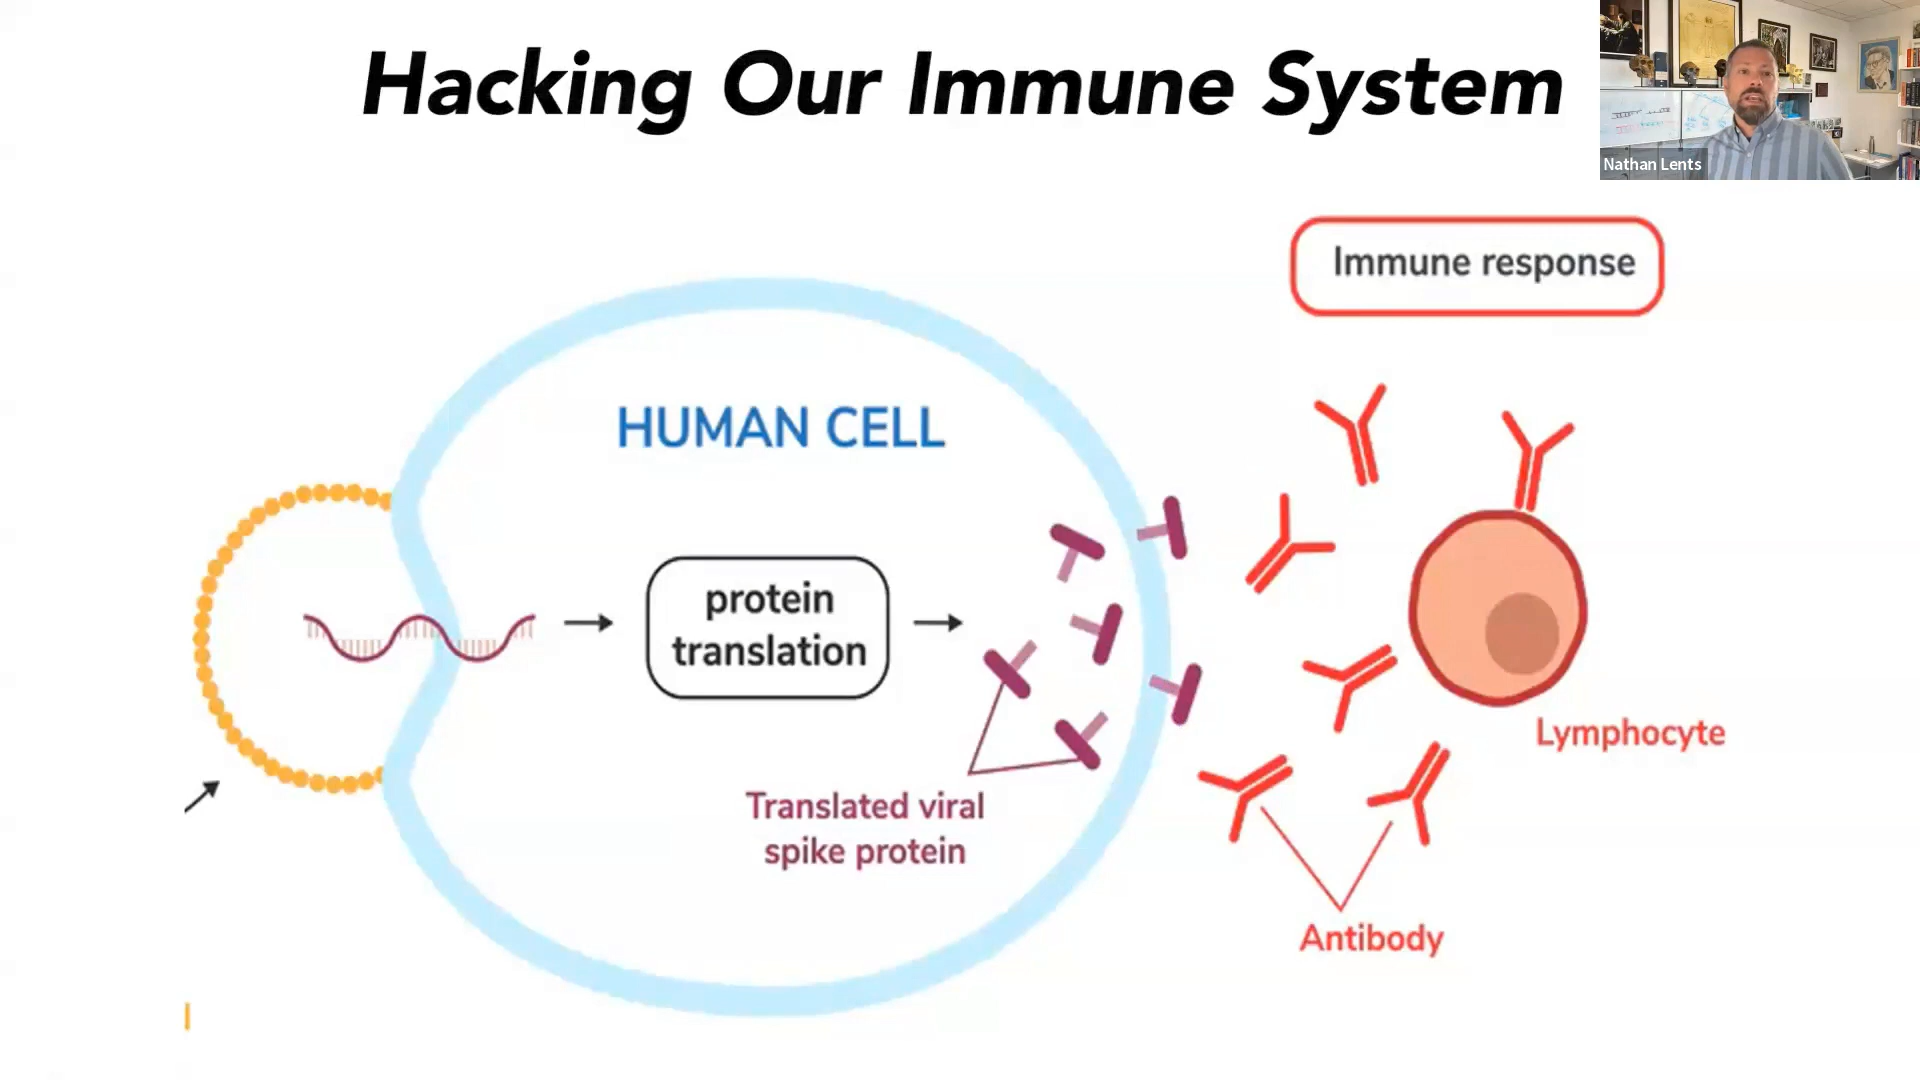 Hacking Our Immune System
Nathan Lents
Immune response
HUMAN CELL
protein
translation
Translated viral
spike protein
Lymphocyte
Antibody